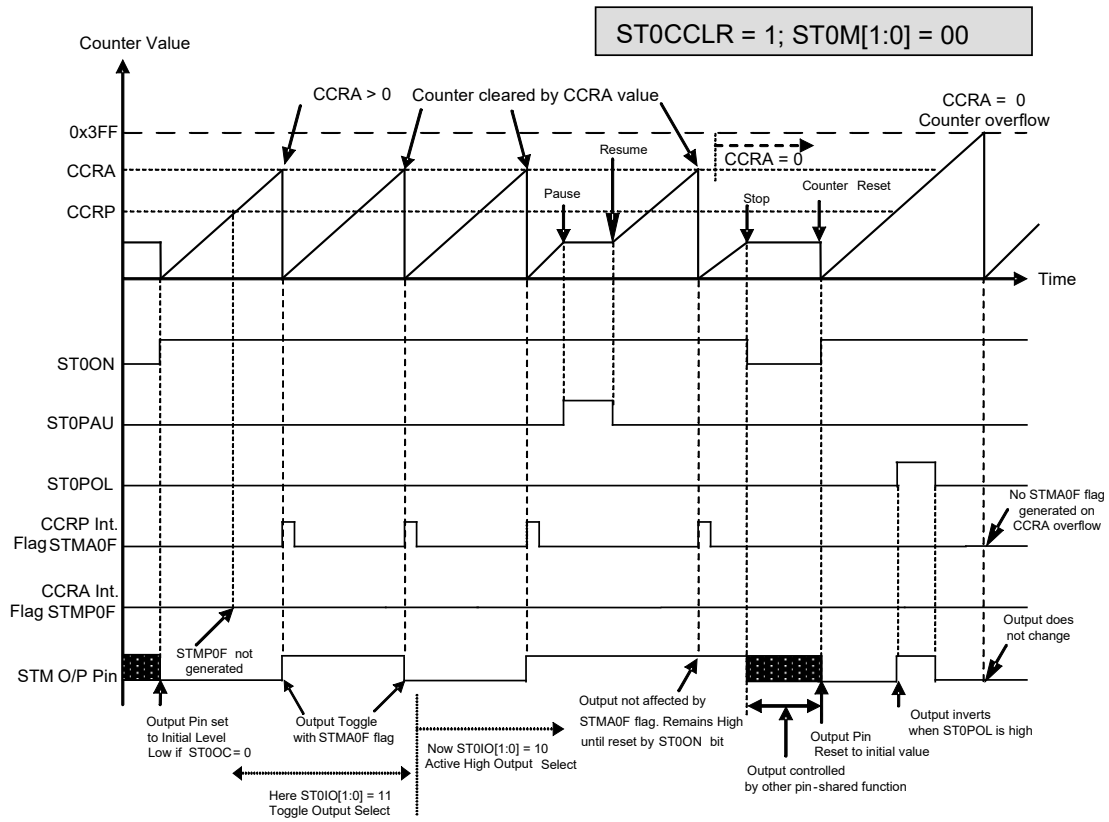 ST0CCLR = 1; ST0M[1:0] = 00
Counter Value
CCRA > 0
Counter cleared by CCRA value
CCRA = 0
Counter overflow
0x3FF
Resume
CCRA = 0
CCRA
Pause
Stop
Counter Reset
CCRP
Time
ST0ON
ST0PAU
ST0POL
No STMA0F flag
generated on
CCRA overflow
CCRP Int.
Flag STMA0F
CCRA Int.
Flag STMP0F
STMP0F not
generated
Output does
not change
STM O/P Pin
Output Pin set
to Initial Level
Low if ST0OC=0
Output Toggle
with STMA0F flag
Now ST0IO[1:0] = 10
Active High Output Select
Output not affected by
STMA0F flag. Remains High
until reset by ST0ON bit
Output Pin
Reset to initial value
Output inverts
when ST0POL is high
Here ST0IO[1:0] = 11
Toggle Output Select
Output controlled
by other pin-shared function